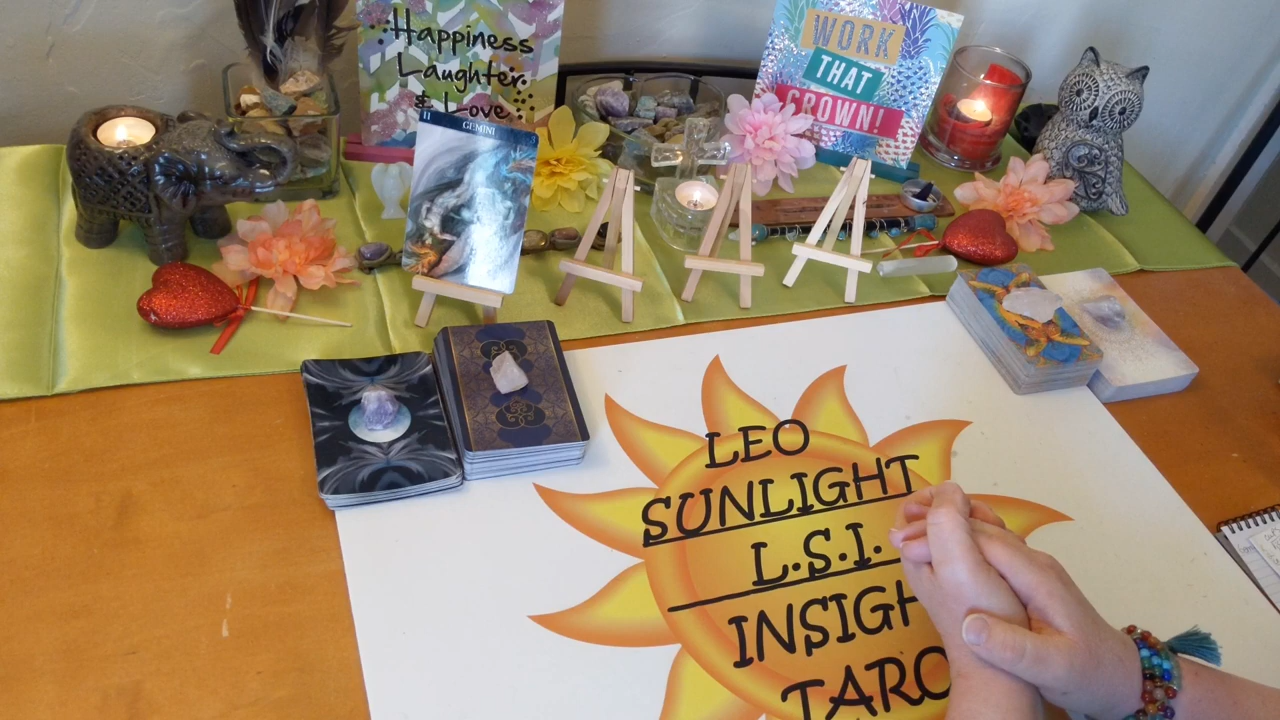 Happiness
Laughter
& Love
WORK
THAT
CROWN!
II
GEMINI
LEO
SUNLIGHT
L.S.I.
INSIGH
TARO